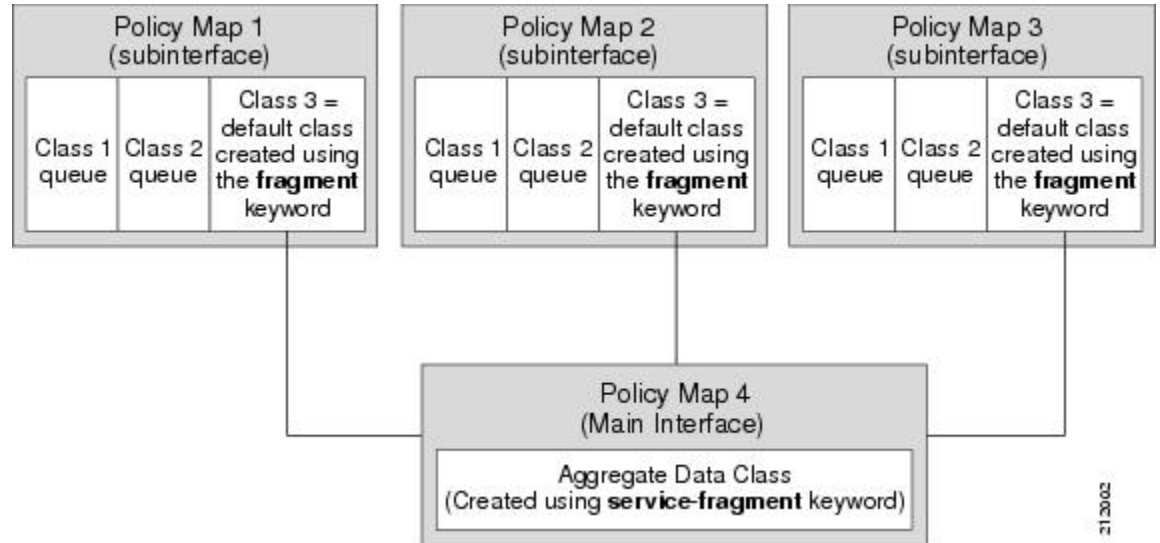 Policy Map 1
(subinterface)
Class 1
queue
Class 2
queue
Class 3 =
default class
created using
the fragment
keyword
Policy Map 2
(subinterface)
Class 1
queue
Class 2
queue
Class 3 =
default class
created using
the fragment
keyword
Policy Map 3
(subinterface)
Class 1
queue
Class 2
queue
Class 3 =
default class
created using
the fragment
keyword
Policy Map 4
(Main Interface)
Aggregate Data Class
(Created using service-fragment keyword)
212002